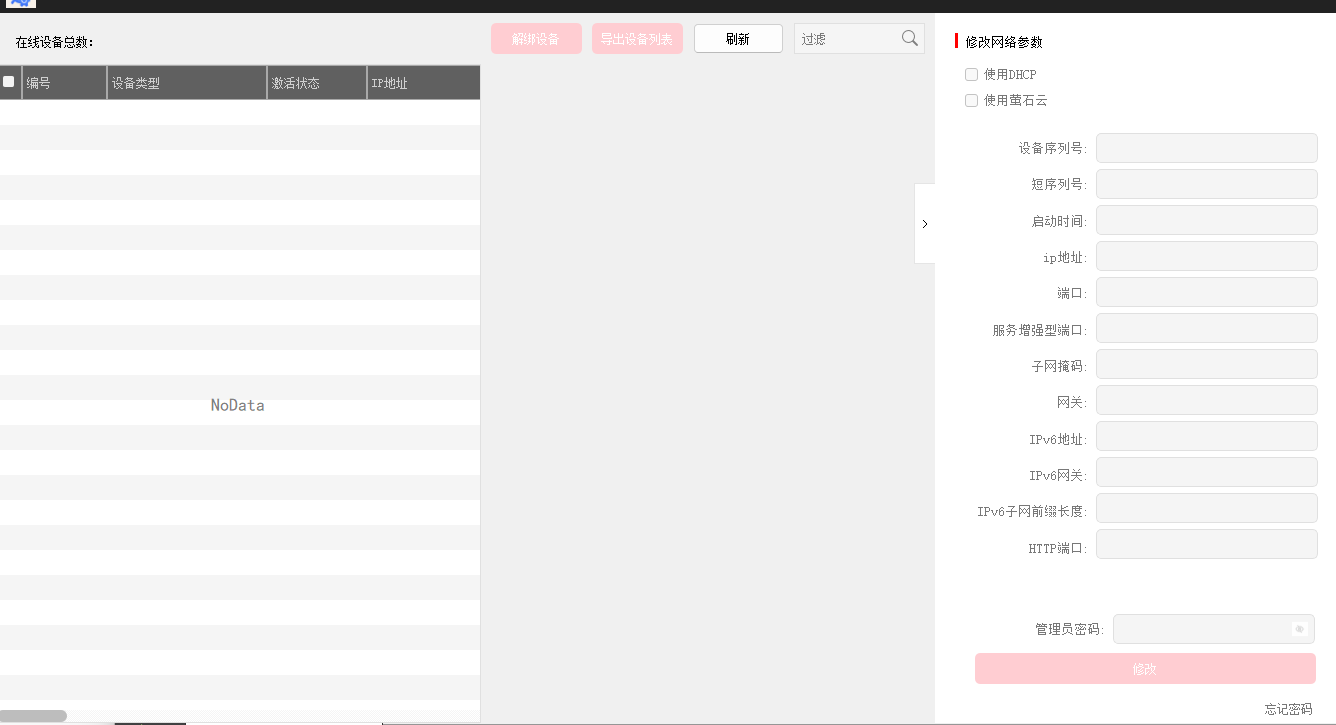 在线设备总数:
解绑设备
导出设备列表
刷新
过滤
编号
设备类型
激活状态
IP地址
NoData
修改网络参数
使用DHCP
使用萤石云
设备序列号:
短序列号:
启动时间:
ip地址:
端口:
服务增强型端口:
子网掩码:
网关:
IPv6地址:
IPv6网关:
IPv6子网前缀长度:
HTTP端口:
管理员密码:
修改
忘记密码